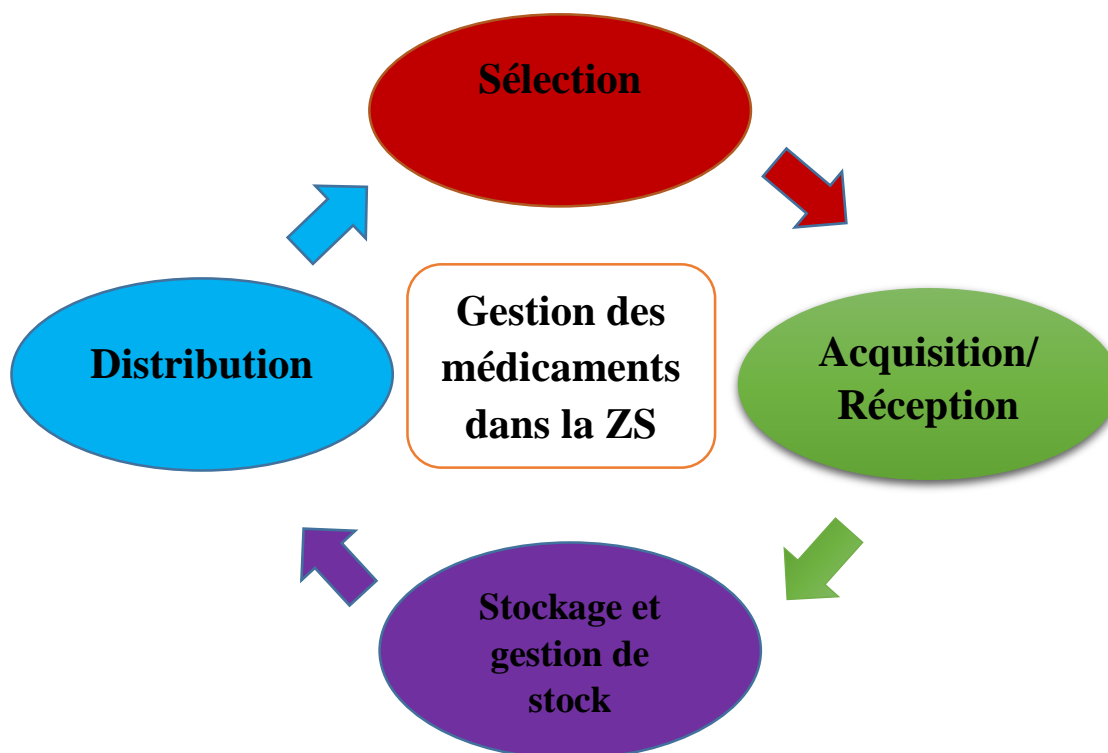 Sélection
Gestion des
médicaments
dans la ZS
Distribution
Acquisition/
Réception
Stockage et
gestion de
stock